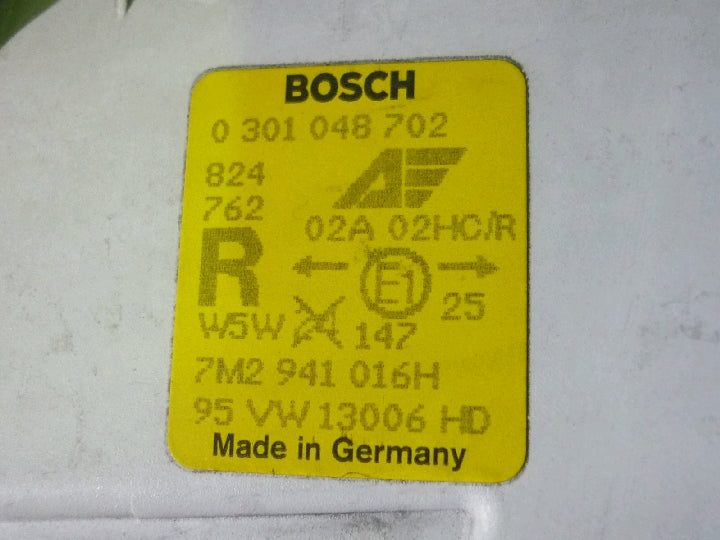 BOSCH
0 301 048 702
824
762
AF
02A 02HC/R
R
E1
25
W5W
147
7M2 941 016H
95 VW 13006 HD
Made in Germany